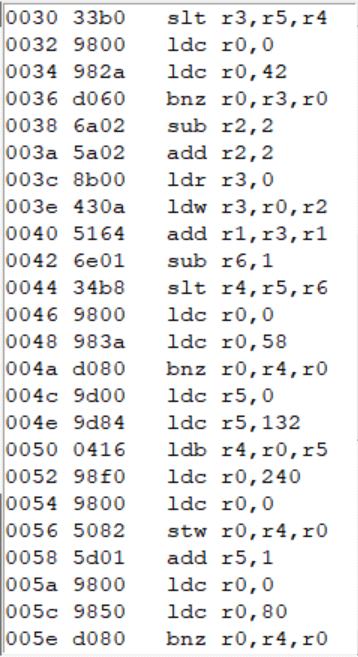 0030 33b0 slt r3,r5,r4
0032 9800 ldc r0,0
0034 982a ldc r0,42
0036 d060 bnz r0,r3,r0
0038 6a02 sub r2,2
003a 5a02 add r2,2
003c 8b00 ldr r3,0
003e 430a ldw r3,r0,r2
0040 5164 add r1,r3,r1
0042 6e01 sub r6,1
0044 34b8 slt r4,r5,r6
0046 9800 ldc r0,0
0048 983a ldc r0,58
004a d080 bnz r0,r4,r0
004c 9d00 ldc r5,0
004e 9d84 ldc r5,132
0050 0416 ldb r4,r0,r5
0052 98f0 ldc r0,240
0054 9800 ldc r0,0
0056 5082 stw r0,r4,r0
0058 5d01 add r5,1
005a 9800 ldc r0,0
005c 9850 ldc r0,80
005e d080 bnz r0,r4,r0